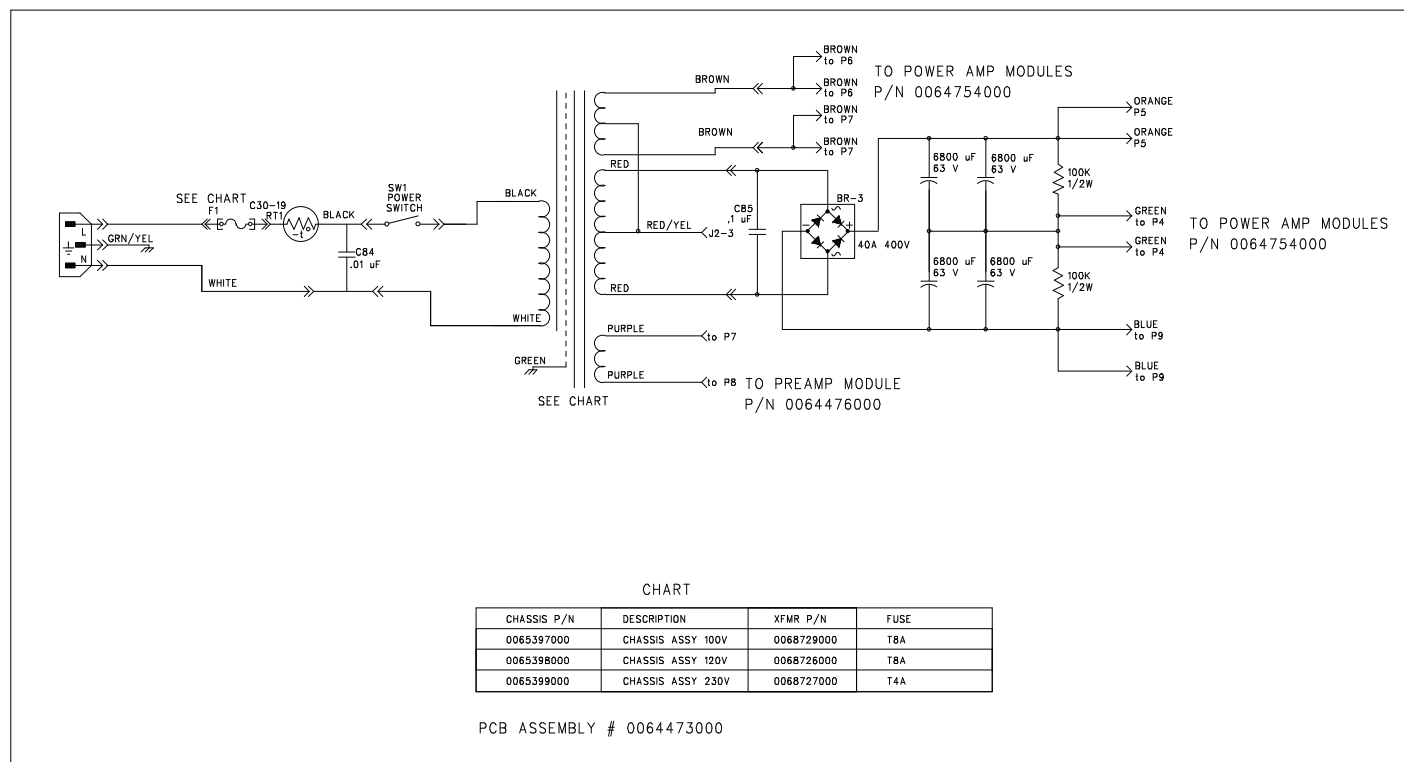 BROWN
to P6
BROWN
BROWN
to P6
TO POWER AMP MODULES
P/N 0064754000
BROWN
to P7
BROWN
BROWN
to P7
ORANGE
P5
ORANGE
P5
6800 uF
63 V
6800 uF
63 V
100K
1/2W
RED
SEE CHART
F1
C30-19
RT1
-t°
BLACK
SW1
POWER
SWITCH
BLACK
C85
.1 uF
BR-3
+
-
40A 400V
RED/YEL
J2-3
GREEN
to P4
GREEN
to P4
TO POWER AMP MODULES
P/N 0064754000
L
GRN/YEL
N
C84
.01 uF
6800 uF
63 V
6800 uF
63 V
100K
1/2W
WHITE
RED
WHITE
BLUE
to P9
PURPLE
to P7
GREEN
BLUE
to P9
PURPLE
to P8
TO PREAMP MODULE
P/N 0064476000
SEE CHART
CHART
CHASSIS P/N DESCRIPTION XFMR P/N FUSE
0065397000 CHASSIS ASSY 100V 0068729000 T8A
0065398000 CHASSIS ASSY 120V 0068726000 T8A
0065399000 CHASSIS ASSY 230V 0068727000 T4A
PCB ASSEMBLY # 0064473000